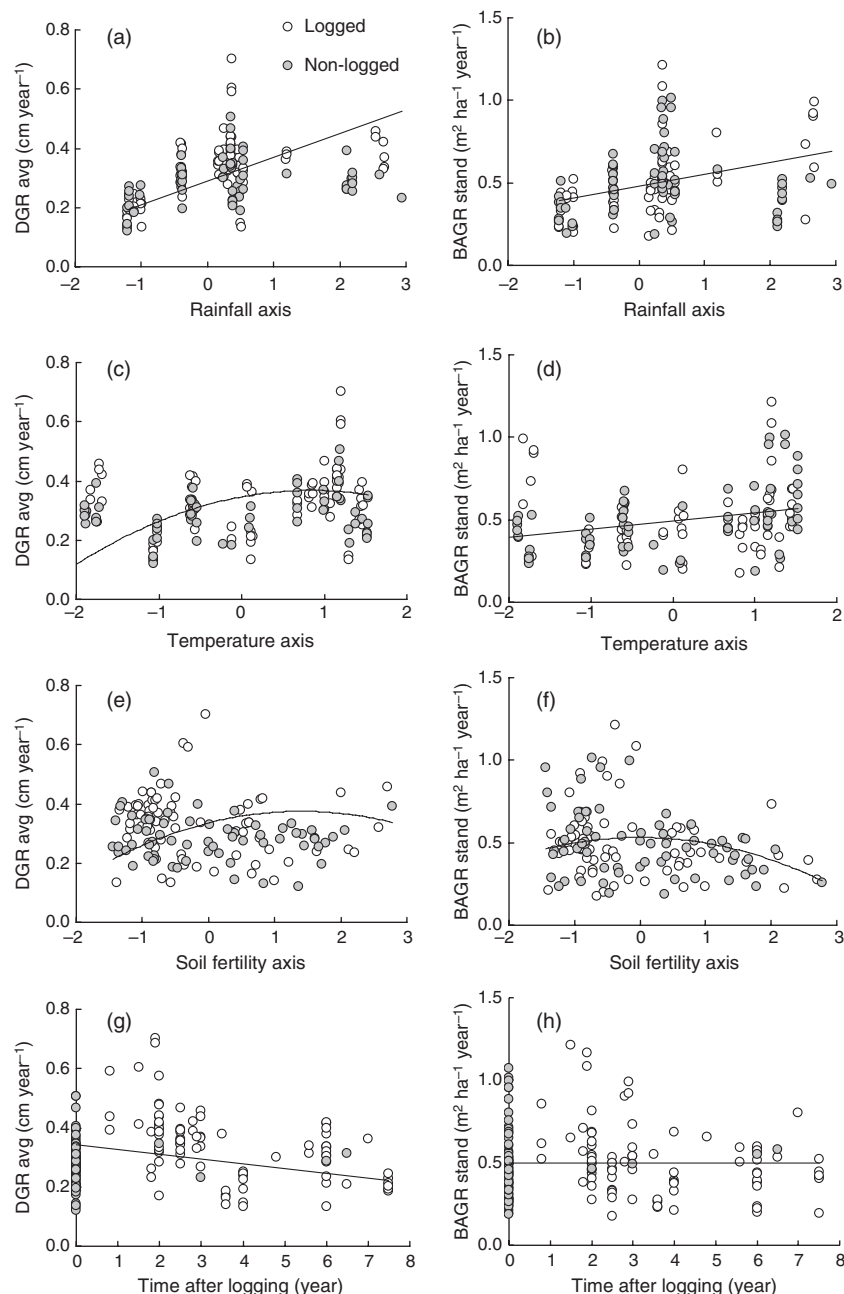 (a)
Logged
Non-logged
DGR avg (cm year⁻¹)
0.8
0.6
0.4
0.2
0.0
−2 −1 0 1 2 3
Rainfall axis
(b)
BAGR stand (m² ha⁻¹ year⁻¹)
1.5
1.0
0.5
0.0
−2 −1 0 1 2 3
Rainfall axis
(c)
DGR avg (cm year⁻¹)
0.8
0.6
0.4
0.2
0.0
−2 −1 0 1 2
Temperature axis
(d)
BAGR stand (m² ha⁻¹ year⁻¹)
1.5
1.0
0.5
0.0
−2 −1 0 1 2
Temperature axis
(e)
DGR avg (cm year⁻¹)
0.8
0.6
0.4
0.2
0.0
−2 −1 0 1 2 3
Soil fertility axis
(f)
BAGR stand (m² ha⁻¹ year⁻¹)
1.5
1.0
0.5
0.0
−2 −1 0 1 2 3
Soil fertility axis
(g)
DGR avg (cm year⁻¹)
0.8
0.6
0.4
0.2
0.0
0 1 2 3 4 5 6 7 8
Time after logging (year)
(h)
BAGR stand (m² ha⁻¹ year⁻¹)
1.5
1.0
0.5
0.0
0 1 2 3 4 5 6 7 8
Time after logging (year)